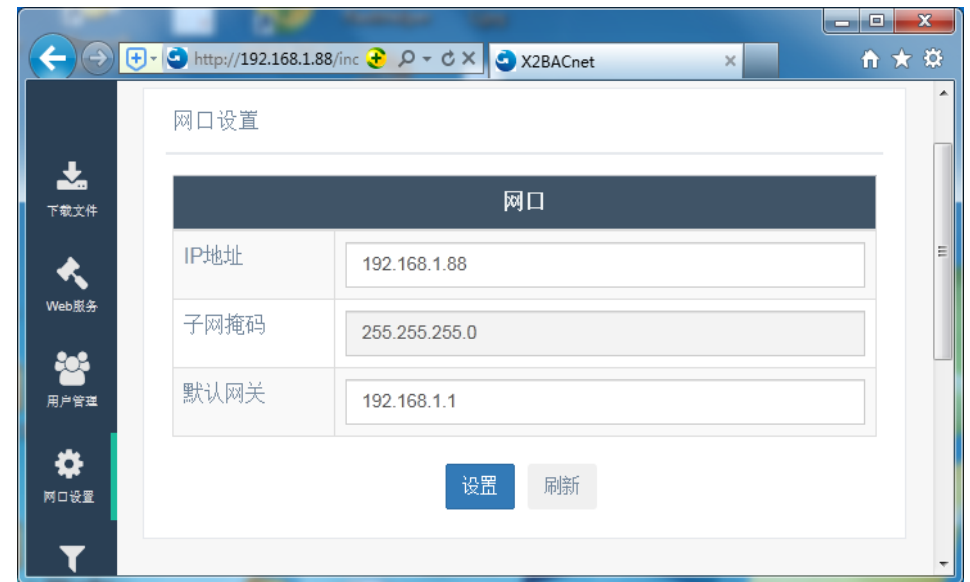 http://192.168.1.88/inc
X2BACnet
网口设置
下载文件
Web服务
用户管理
网口设置
网口
IP地址
192.168.1.88
子网掩码
255.255.255.0
默认网关
192.168.1.1
设置
刷新